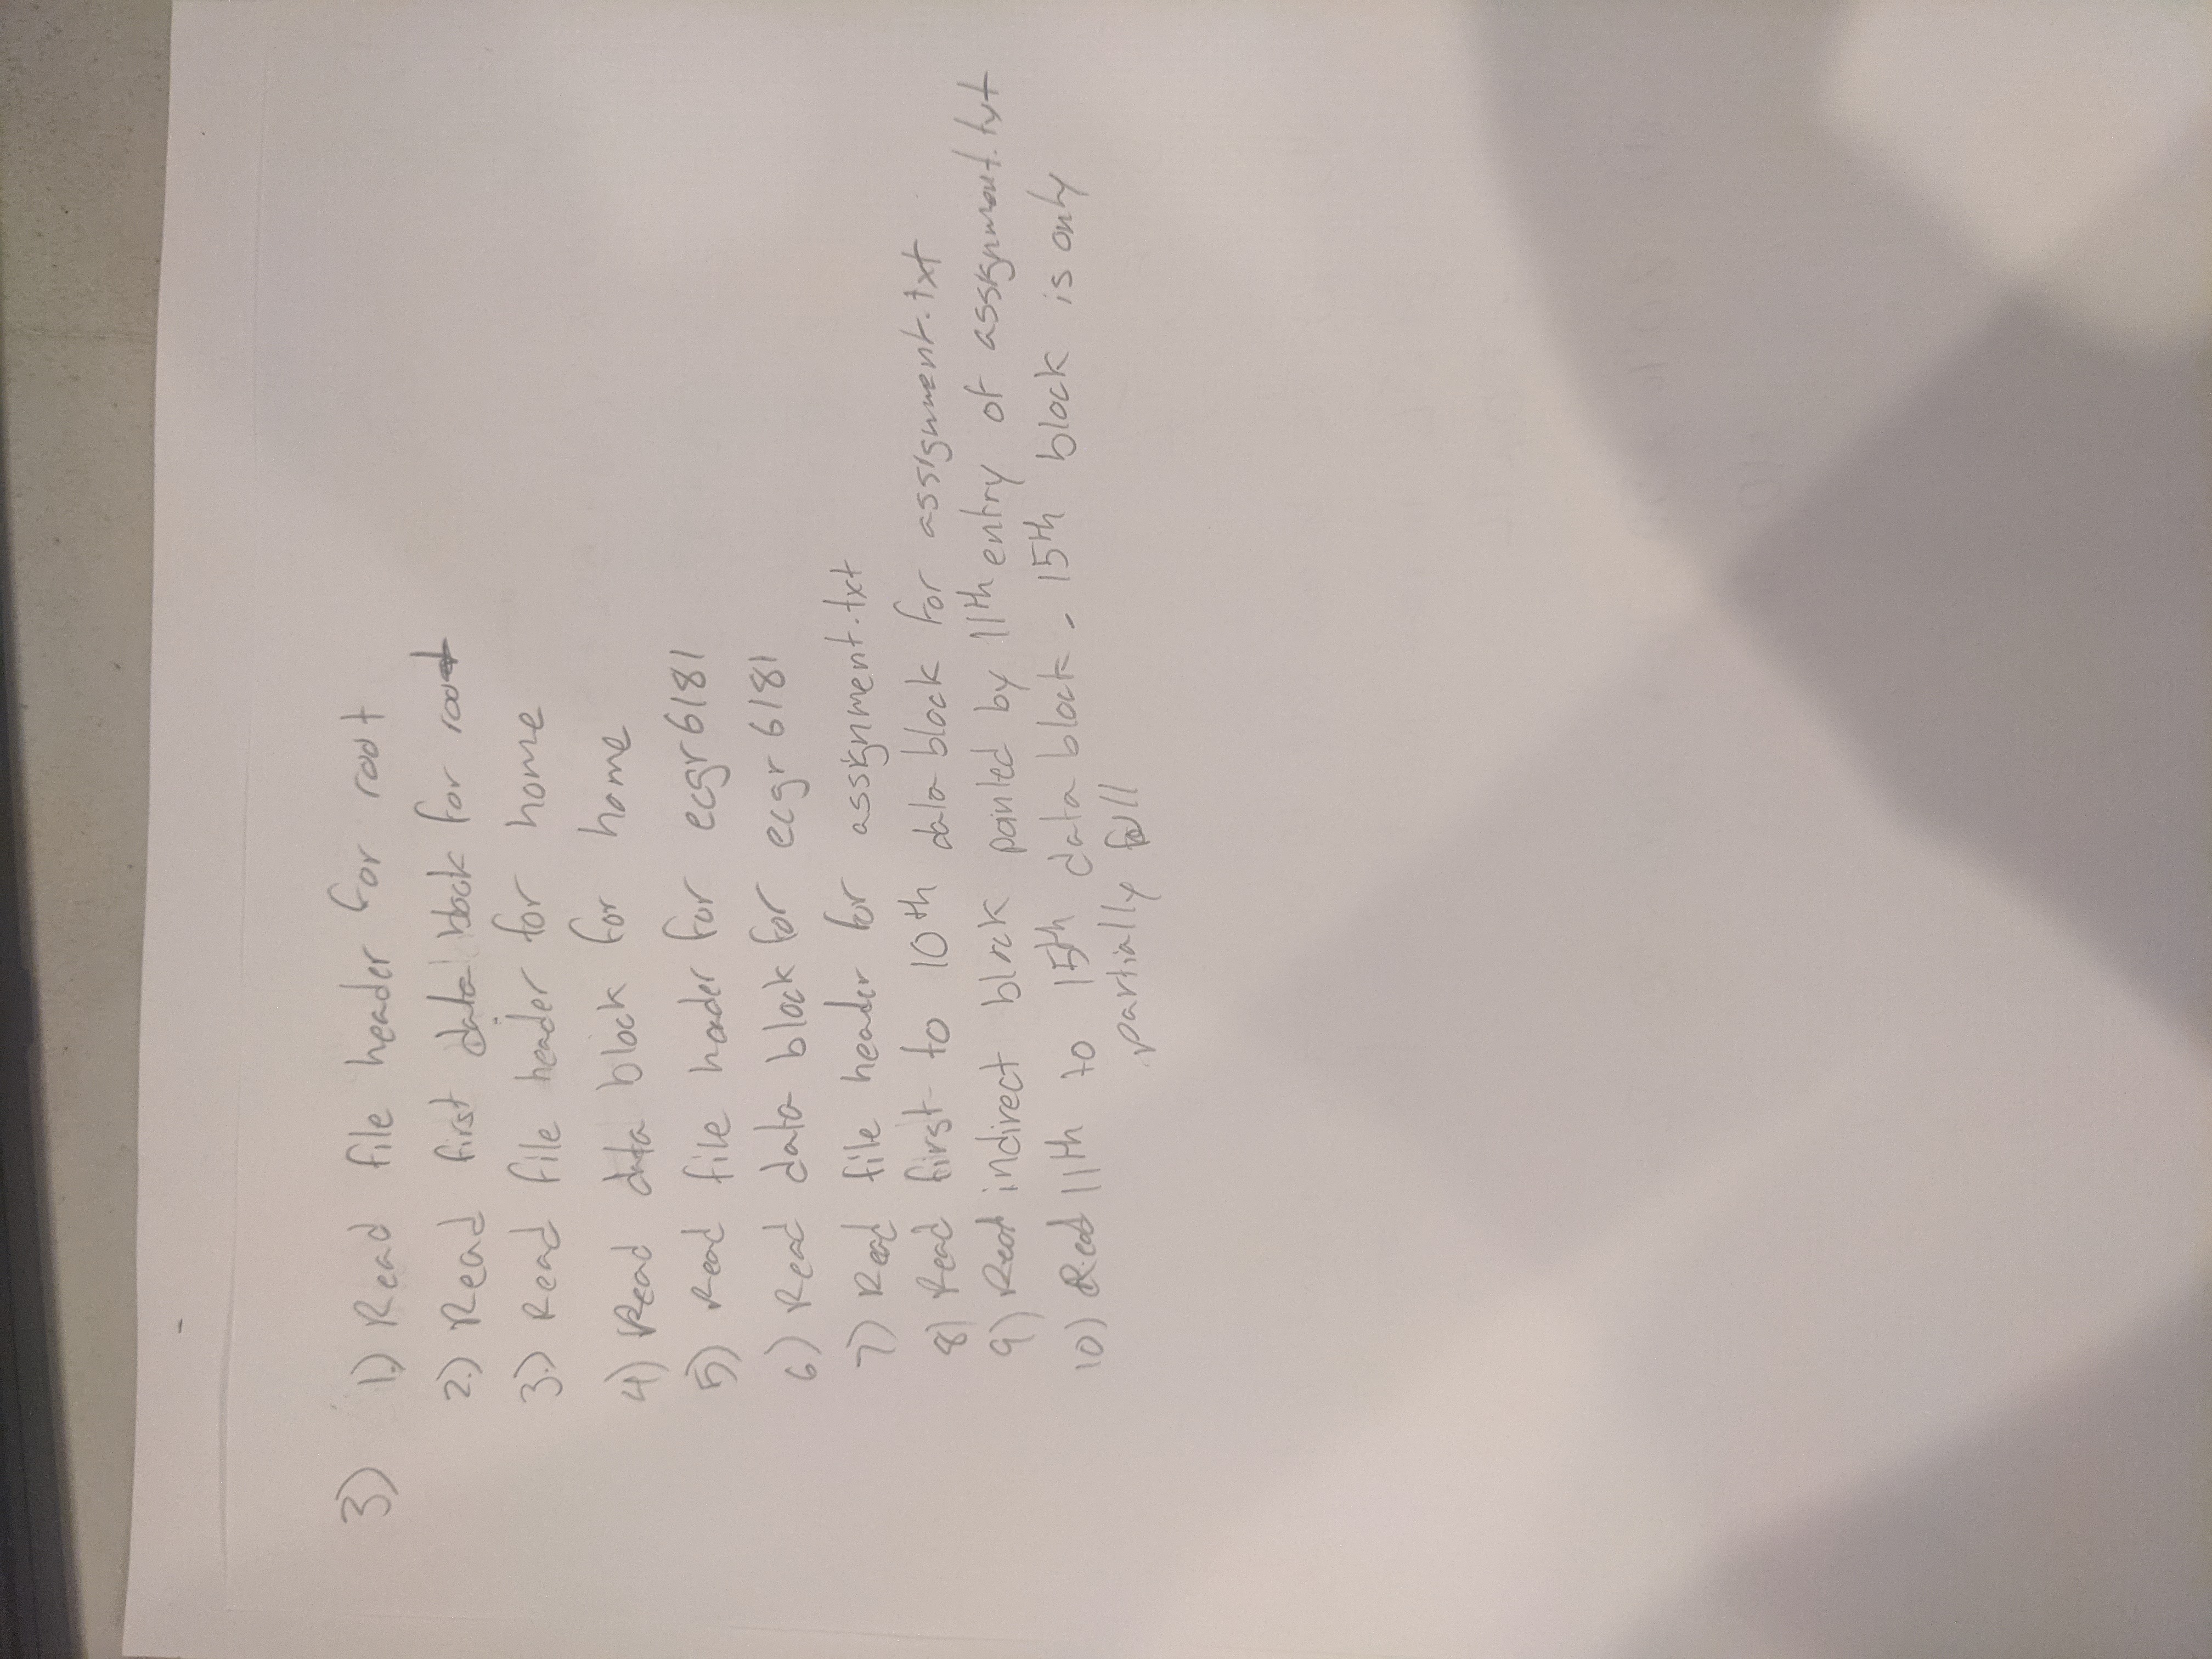 3) 1.) Read file header for root
2.) Read first data block for root
3.) Read file header for home
4) Read data block for home
5) Read file header for ecgr6181
6) Read data block for ecgr6181
7) Read file header for assignment.txt
8) Read first to 10th data block for assignment.txt
9) Read indirect block pointed by 11th entry of assignment.txt
10) Read 11th to 15th data block - 15th block is only
partially full